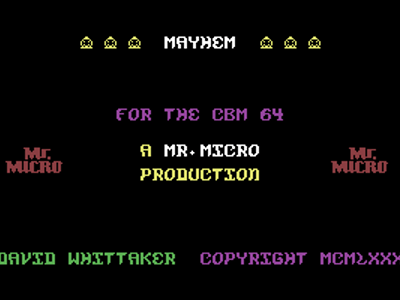 MAYHEM
FOR THE CBM 64
Mr. MICRO
A MR.MICRO
Mr. MICRO
PRODUCTION
DAVID WHITTAKER COPYRIGHT MCMLXXX